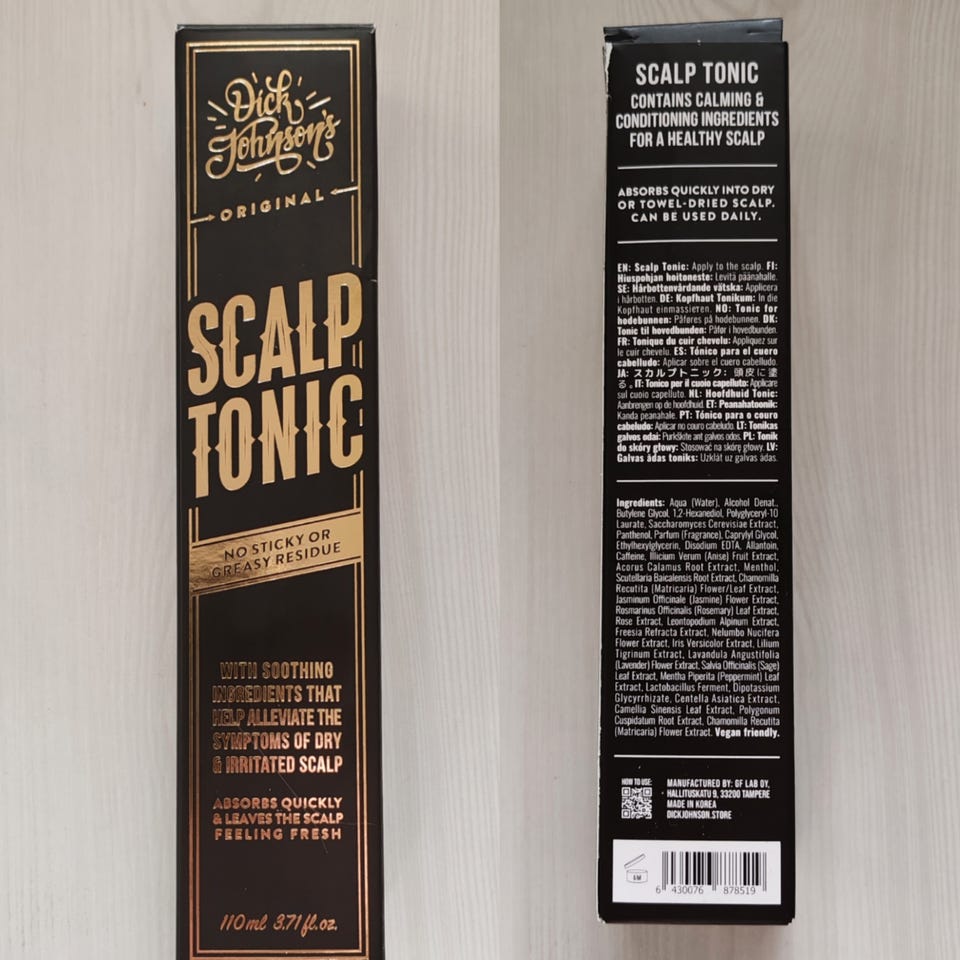 Dick
Johnson's
ORIGINAL
SCALP
TONIC
NO STICKY OR
GREASY RESIDUE
WITH SOOTHING
INGREDIENTS THAT
HELP ALLEVIATE THE
SYMPTOMS OF DRY
& IRRITATED SCALP
ABSORBS QUICKLY
& LEAVES THE SCALP
FEELING FRESH
110 ml 3.71 fl.oz.
SCALP TONIC
CONTAINS CALMING &
CONDITIONING INGREDIENTS
FOR A HEALTHY SCALP
ABSORBS QUICKLY INTO DRY
OR TOWEL-DRIED SCALP.
CAN BE USED DAILY.
EN: Scalp Tonic: Apply to the scalp. FI:
Hiuspohjan hoitoneste: Levitä päänahalle.
SE: Hårbottenvårdande vätska: Applicera
i hårbotten. DE: Kopfhaut Tonikum: In die
Kopfhaut einmassieren. NO: Tonic for
hodebunnen: Påføres på hodebunnen. DK:
Tonic til hovedbunden: Påfør i hovedbunden.
FR: Tonique du cuir chevelu: Appliquez sur
le cuir chevelu. ES: Tónico para el cuero
cabelludo: Aplicar sobre el cuero cabelludo.
JA: スカルプトニック: 頭皮に塗
る。IT: Tonico per il cuoio capelluto: Applicare
sul cuoio capelluto. NL: Hoofdhuid Tonic:
Aanbrengen op de hoofdhuid. ET: Peanahatoonik:
Kanda peanahale. PT: Tónico para o couro
cabeludo: Aplicar no couro cabeludo. LT: Tonikas
galvos odai: Purkškite ant galvos odos. PL: Tonik
do skóry głowy: Stosować na skórę głowy. LV:
Galvas ādas toniks: Uzklāt uz galvas ādas.
Ingredients: Aqua (Water), Alcohol Denat.,
Butylene Glycol, 1,2-Hexanediol, Polyglyceryl-10
Laurate, Saccharomyces Cerevisiae Extract,
Panthenol, Parfum (Fragrance), Caprylyl Glycol,
Ethylhexylglycerin, Disodium EDTA, Allantoin,
Caffeine, Illicium Verum (Anise) Fruit Extract,
Acorus Calamus Root Extract, Menthol,
Scutellaria Baicalensis Root Extract, Chamomilla
Recutita (Matricaria) Flower/Leaf Extract,
Jasminum Officinale (Jasmine) Flower Extract,
Rosmarinus Officinalis (Rosemary) Leaf Extract,
Rose Extract, Leontopodium Alpinum Extract,
Freesia Refracta Extract, Nelumbo Nucifera
Flower Extract, Iris Versicolor Extract, Lilium
Tigrinum Extract, Lavandula Angustifolia
(Lavender) Flower Extract, Salvia Officinalis (Sage)
Leaf Extract, Mentha Piperita (Peppermint) Leaf
Extract, Lactobacillus Ferment, Dipotassium
Glycyrrhizate, Centella Asiatica Extract,
Camellia Sinensis Leaf Extract, Polygonum
Cuspidatum Root Extract, Chamomilla Recutita
(Matricaria) Flower Extract. Vegan friendly.
HOW TO USE:
MANUFACTURED BY: GF LAB OY,
HALLITUSKATU 9, 33200 TAMPERE
MADE IN KOREA
DICKJOHNSON.STORE
6M
6 430076 878519